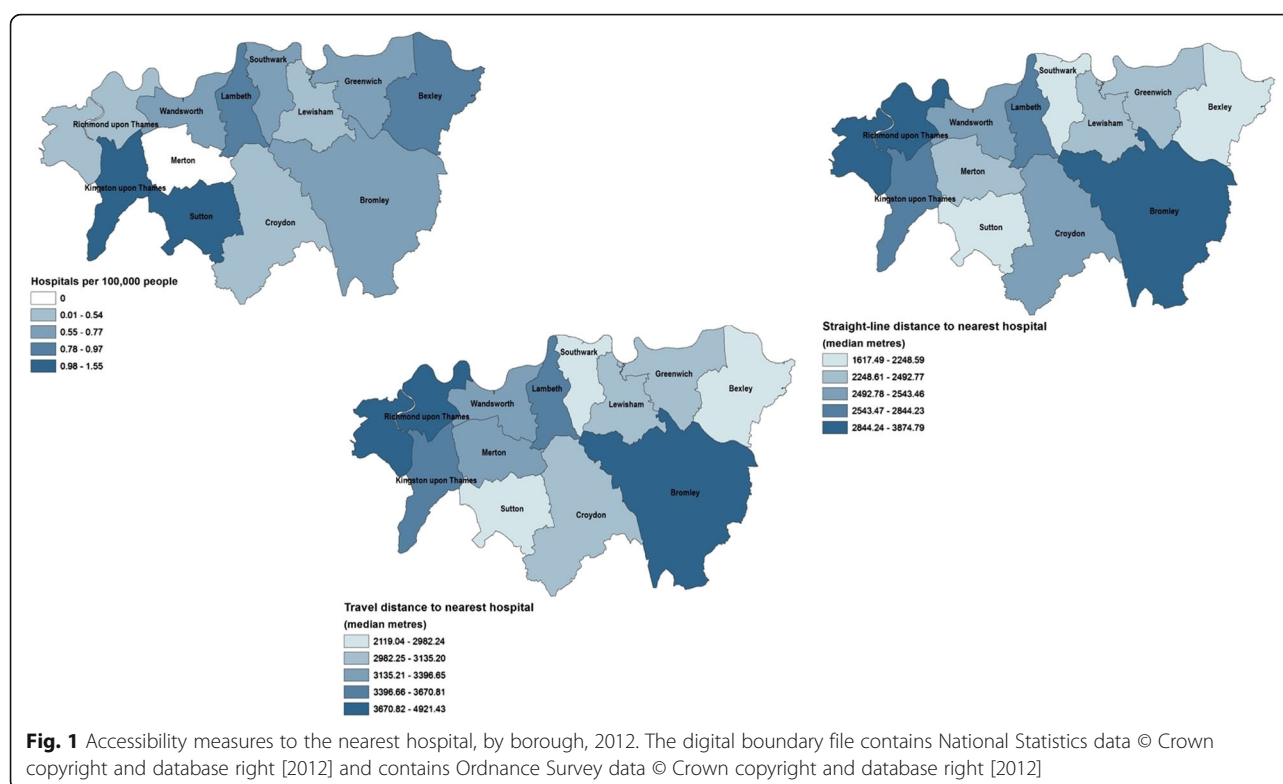 Southwark
Greenwich
Bexley
Lambeth
Wandsworth
Lewisham
Richmond upon Thames
Merton
Kingston upon Thames
Sutton
Croydon
Bromley
Hospitals per 100,000 people
0
0.01 - 0.54
0.55 - 0.77
0.78 - 0.97
0.98 - 1.55
Southwark
Greenwich
Bexley
Lambeth
Wandsworth
Lewisham
Richmond upon Thames
Merton
Kingston upon Thames
Sutton
Croydon
Bromley
Straight-line distance to nearest hospital
(median metres)
1617.49 - 2248.59
2248.61 - 2492.77
2492.78 - 2543.46
2543.47 - 2844.23
2844.24 - 3874.79
Southwark
Greenwich
Bexley
Lambeth
Wandsworth
Lewisham
Richmond upon Thames
Merton
Kingston upon Thames
Sutton
Croydon
Bromley
Travel distance to nearest hospital
(median metres)
2119.04 - 2982.24
2982.25 - 3135.20
3135.21 - 3396.65
3396.66 - 3670.81
3670.82 - 4921.43
Fig. 1 Accessibility measures to the nearest hospital, by borough, 2012. The digital boundary file contains National Statistics data © Crown
copyright and database right [2012] and contains Ordnance Survey data © Crown copyright and database right [2012]